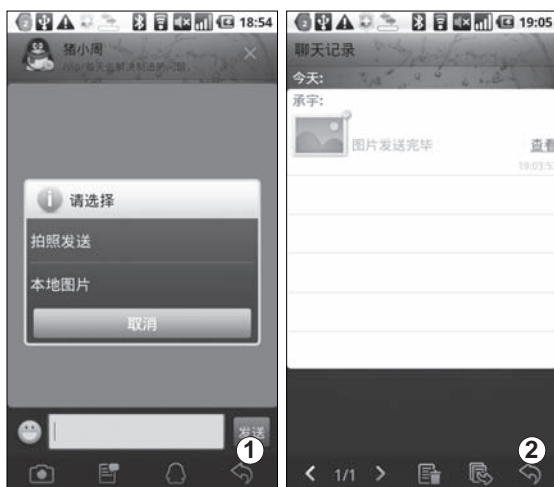 18:54
猪小周
请选择
拍照发送
本地图片
取消
发送
1
19:05
聊天记录
今天:
承宇:
图片发送完毕
查看
1/1
2